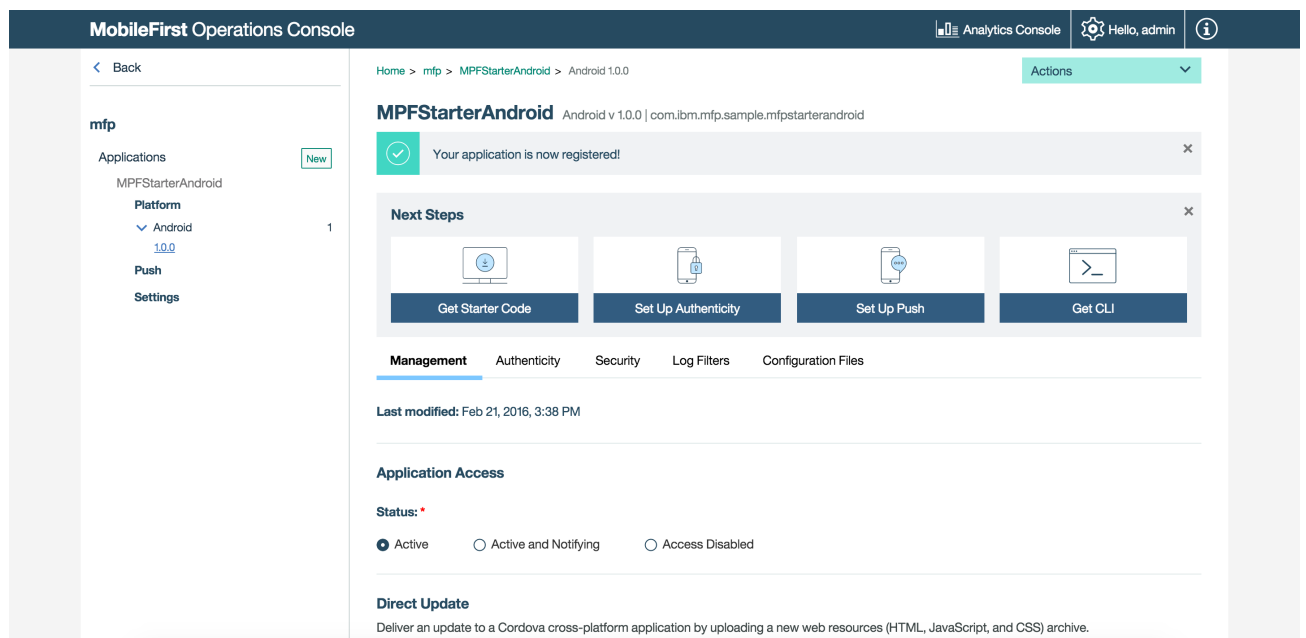 MobileFirst Operations Console
Analytics Console
Hello, admin
Back
Home > mfp > MPFStarterAndroid > Android 1.0.0
Actions
mfp
MPFStarterAndroid Android v 1.0.0 | com.ibm.mfp.sample.mfpstarterandroid
Applications
New
Your application is now registered!
MPFStarterAndroid
Platform
Android 1
1.0.0
Push
Settings
Next Steps
Get Starter Code
Set Up Authenticity
Set Up Push
Get CLI
Management Authenticity Security Log Filters Configuration Files
Last modified: Feb 21, 2016, 3:38 PM
Application Access
Status: *
Active Active and Notifying Access Disabled
Direct Update
Deliver an update to a Cordova cross-platform application by uploading a new web resources (HTML, JavaScript, and CSS) archive.